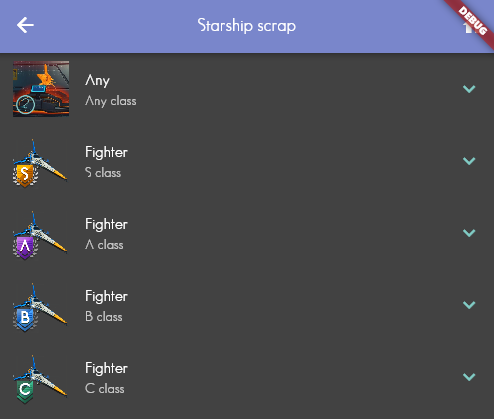 Starship scrap
DEBUG
Any
Any class
Fighter
S class
S
Fighter
A class
A
Fighter
B class
B
Fighter
C class
C